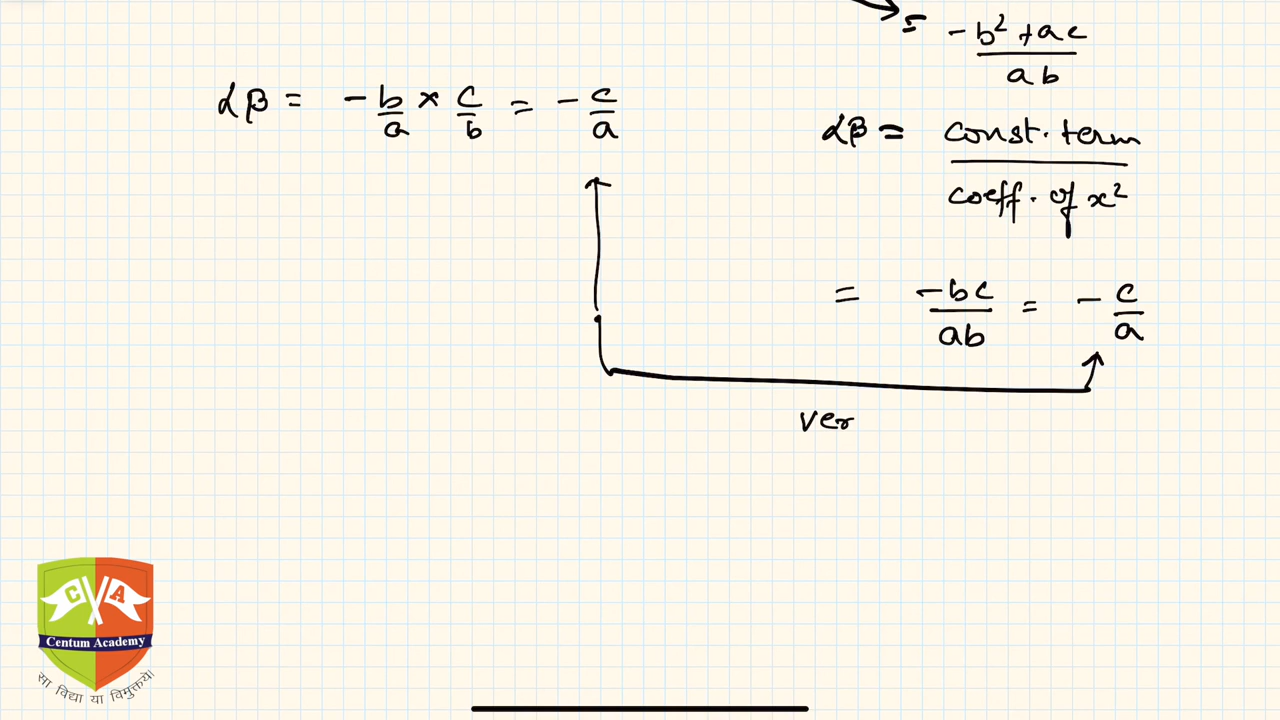 = -b² + ac / ab
αβ = -b/a × c/b = -c/a
αβ = const. term / coeff. of x²
= -bc/ab = -c/a
ver
C A
Centum Academy
सा विद्या या विमुक्तये।